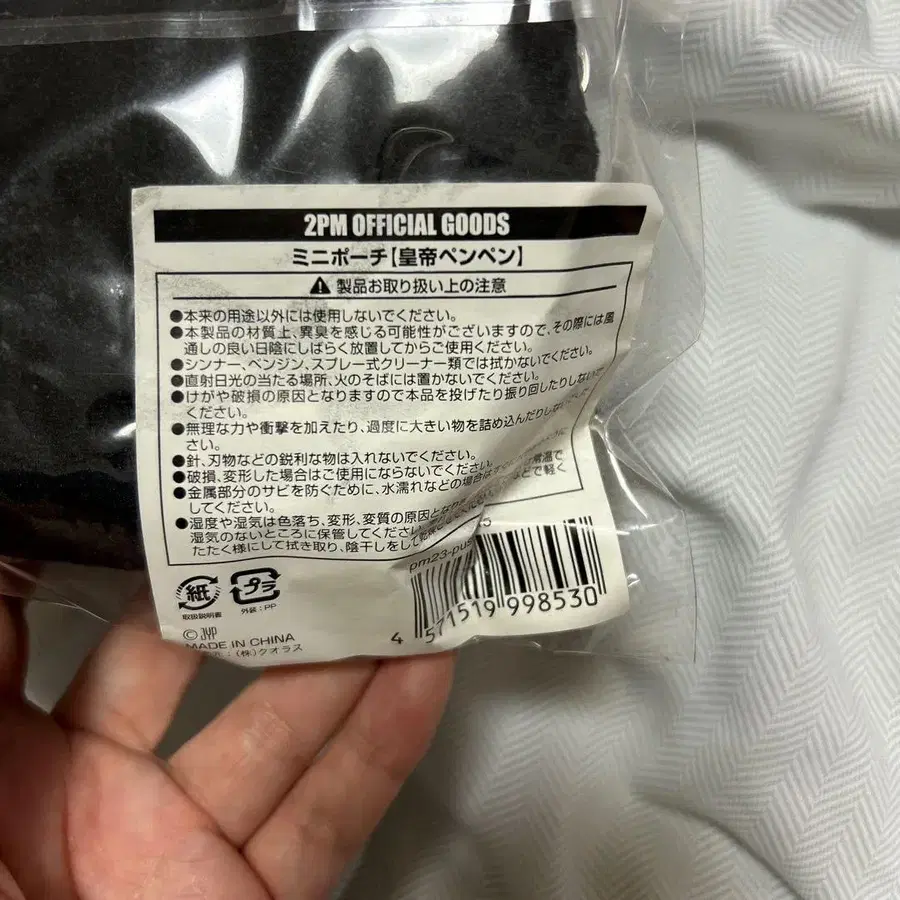 2PM OFFICIAL GOODS
ミニポーチ【皇帝ペンペン】
製品お取り扱い上の注意
●本来の用途以外には使用しないでください。
●本製品の材質上、異臭を感じる可能性がございますので、その際には風
通しの良い日陰にしばらく放置してからご使用ください。
●シンナー、ベンジン、スプレー式クリーナー類では拭かないでください。
●直射日光の当たる場所、火のそばには置かないでください。
●けがや破損の原因となりますので本品を投げたり振り回したりしないで
ください。
●無理な力や衝撃を加えたり、過度に大きい物を詰め込んだりしない
さい。
●針、刃物などの鋭利な物は入れないでください。
●破損、変形した場合はご使用にならないでください。
●金属部分のサビを防ぐために、水濡れなどの場合は 常温で
してください。
●湿度や湿気は色落ち、変形、変質の原因と などで軽く
湿気のないところに保管してください。
たたく様にして拭き取り、陰干しをして
pm23-pus
紙
プラ
取扱説明書
外装:PP
© JYP
MADE IN CHINA
:(株)クオラス
4 571519 998530